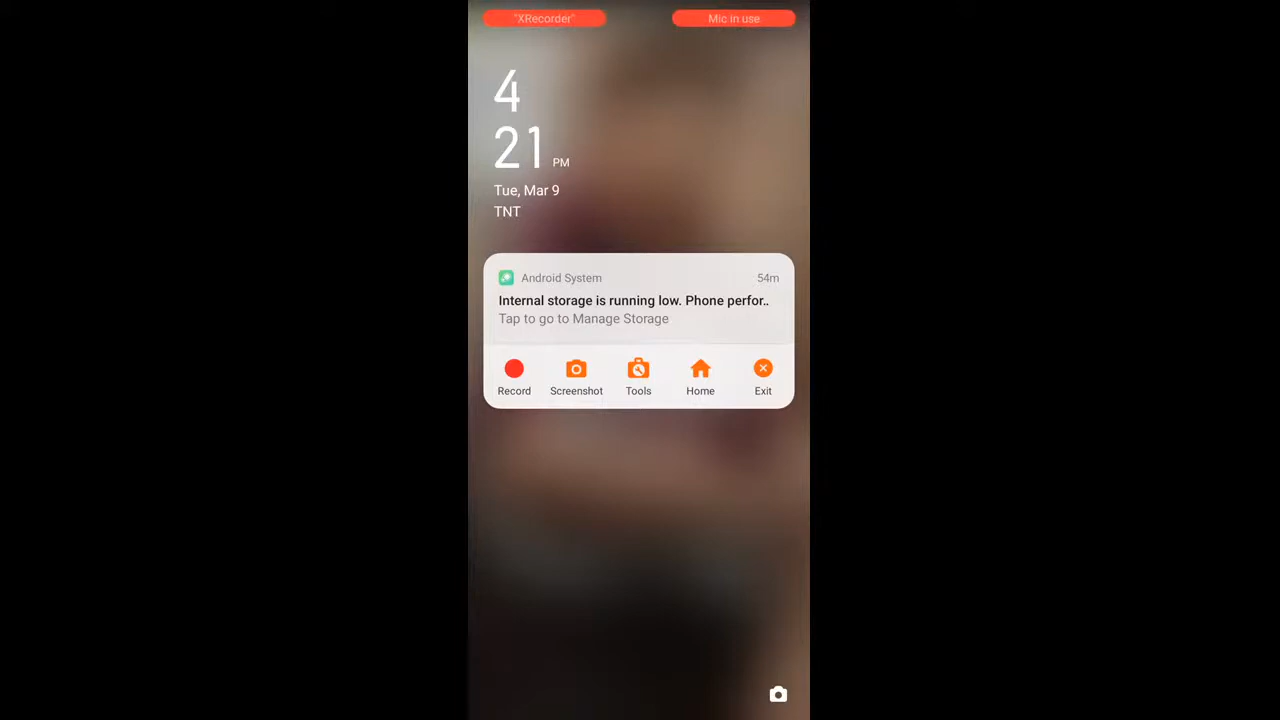 "XRecorder" Mic in use
4
21 PM
Tue, Mar 9
TNT
Android System 54m
Internal storage is running low. Phone perfor..
Tap to go to Manage Storage
Record Screenshot Tools Home Exit